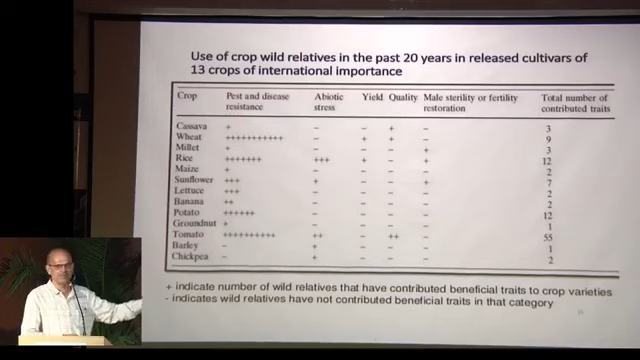 Use of crop wild relatives in the past 20 years in released cultivars of
13 crops of international importance
Crop Pest and disease resistance Abiotic stress Yield Quality Male sterility or fertility restoration Total number of contributed traits
Cassava + – – + – 3
Wheat +++++++++++ – + + – 9
Millet + – – – + 3
Rice +++++++ +++ + – + 12
Maize + – – – – 2
Sunflower +++ + – – + 7
Lettuce +++ – – – – 2
Banana ++ – – – – 2
Potato ++++++ – – – – 12
Groundnut + – – – – 1
Tomato ++++++++++ ++ – ++ – 55
Barley – + – – – 1
Chickpea – + – – – 2
+ indicate number of wild relatives that have contributed beneficial traits to crop varieties
- indicates wild relatives have not contributed beneficial traits in that category